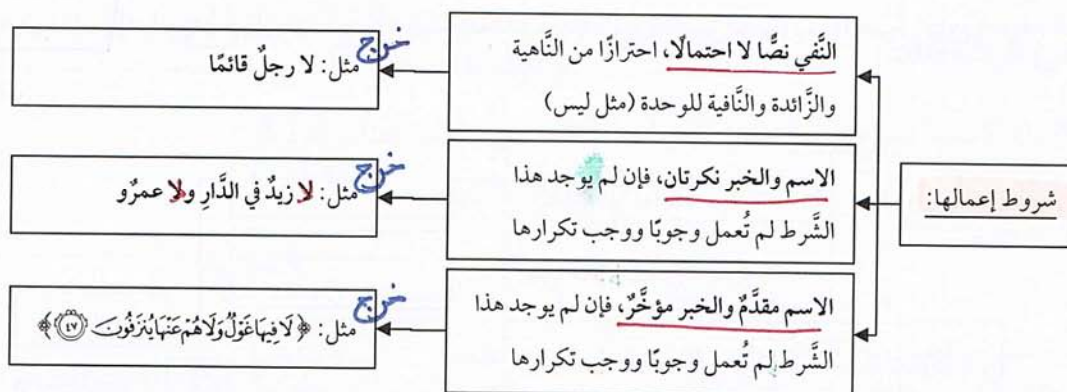 شروط إعمالها:
النَّفي نصًّا لا احتمالًا، احترازًا من النَّاهية
والزَّائدة والنَّافية للوحدة (مثل ليس)
خرج
مثل: لا رجلٌ قائمًا
الاسم والخبر نكرتان، فإن لم يوجد هذا
الشَّرط لم تُعمل وجوبًا ووجب تكرارها
خرج
مثل: لا زيدٌ في الدَّارِ ولا عمرٌو
الاسم مقدَّمٌ والخبر مؤخَّرٌ، فإن لم يوجد هذا
الشَّرط لم تُعمل وجوبًا ووجب تكرارها
خرج
مثل: ﴿لَا فِيهَا غَوْلٌ وَلَا هُمْ عَنْهَا يُنزَفُونَ ٤٧﴾